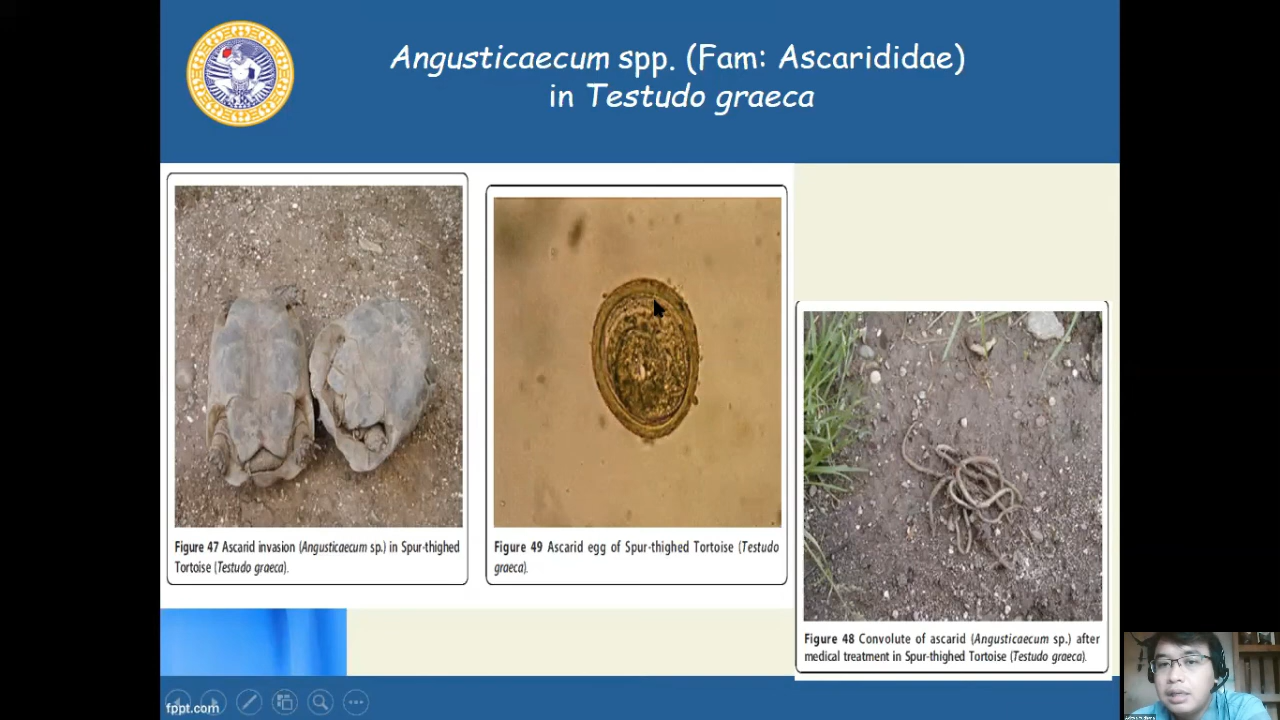 Angusticaecum spp. (Fam: Ascarididae)
in Testudo graeca
Figure 47 Ascarid invasion (Angusticaecum sp.) in Spur-thighed
Tortoise (Testudo graeca).
Figure 49 Ascarid egg of Spur-thighed Tortoise (Testudo
graeca).
Figure 48 Convolute of ascarid (Angusticaecum sp.) after
medical treatment in Spur-thighed Tortoise (Testudo graeca).
fppt.com